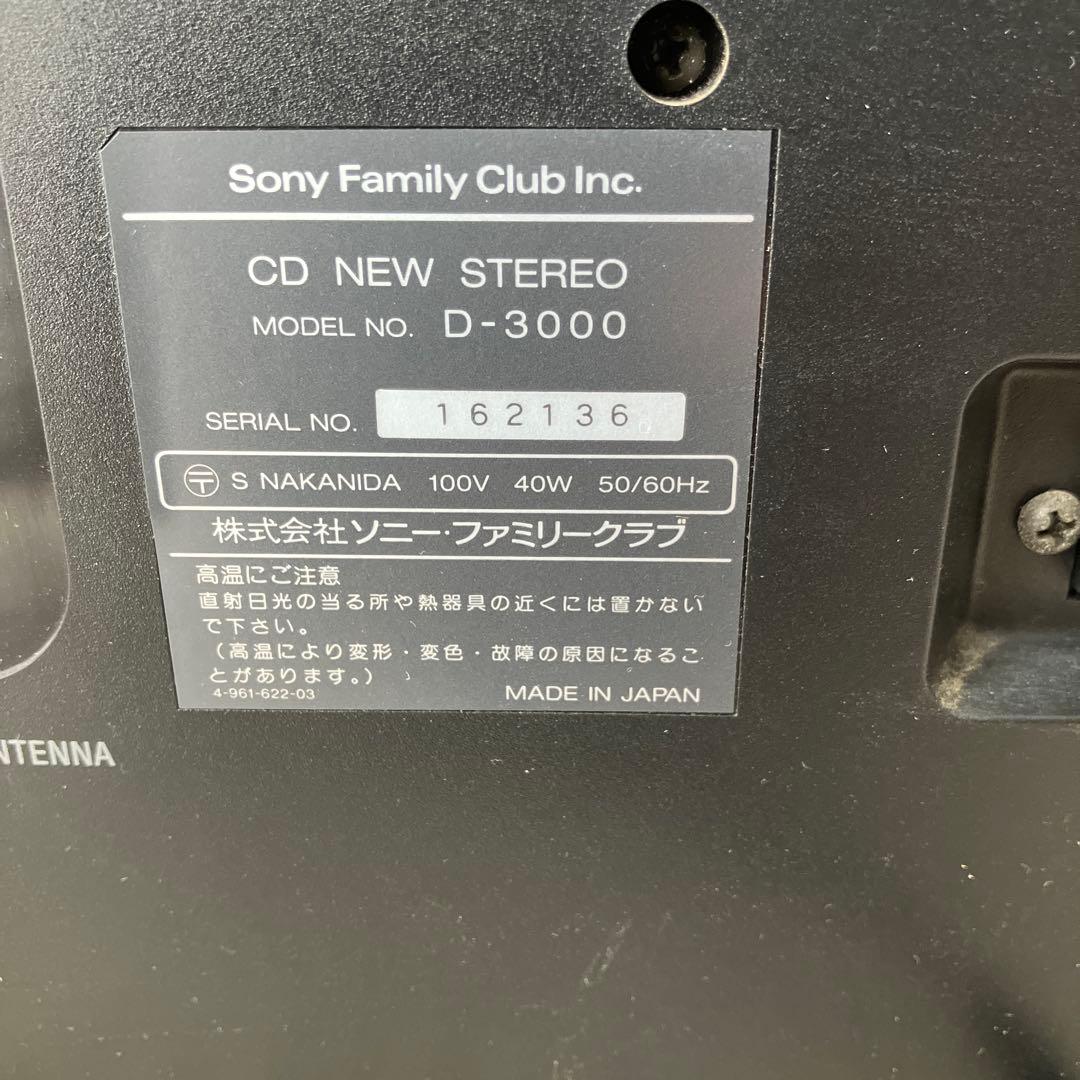 Sony Family Club Inc.
CD NEW STEREO
MODEL NO. D-3000
SERIAL NO. 162136
〒 S NAKANIDA 100V 40W 50/60Hz
株式会社ソニー・ファミリークラブ
高温にご注意
直射日光の当る所や熱器具の近くには置かない
で下さい。
(高温により変形・変色・故障の原因になるこ
とがあります。)
4-961-622-03 MADE IN JAPAN
NTENNA